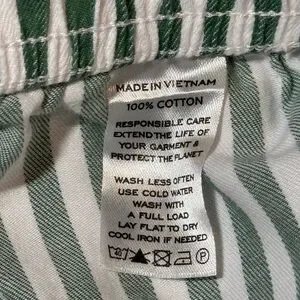 MADE IN VIETNAM
100% COTTON
RESPONSIBLE CARE
EXTEND THE LIFE OF
YOUR GARMENT &
PROTECT THE PLANET
WASH LESS OFTEN
USE COLD WATER
WASH WITH
A FULL LOAD
LAY FLAT TO DRY
COOL IRON IF NEEDED